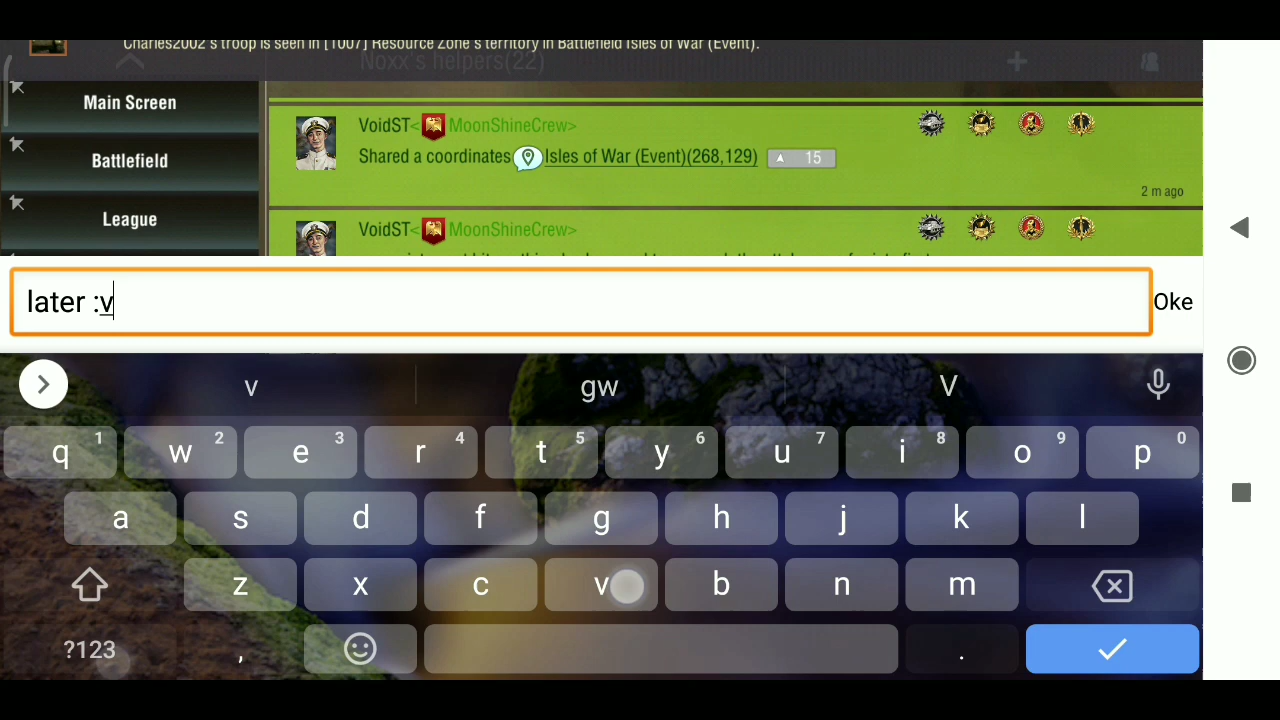 Charles2002's troop is seen in [1007] Resource Zone's territory in Battlefield Isles of War (Event).
Noxx's helpers(22)
Main Screen
Battlefield
League
VoidST< MoonShineCrew>
Shared a coordinates Isles of War (Event)(268,129) 15
2 m ago
VoidST< MoonShineCrew>
later :v
Oke
v gw V
q 1 w 2 e 3 r 4 t 5 y 6 u 7 i 8 o 9 p 0
a s d f g h j k l
z x c v b n m
?123 , .